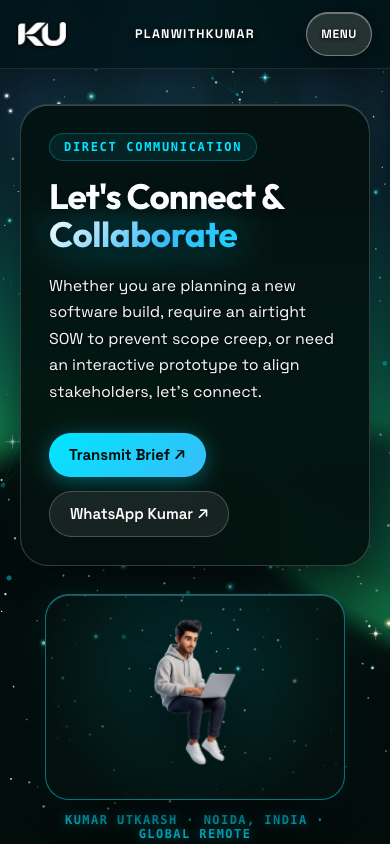 KU
PLANWITHKUMAR
MENU
DIRECT COMMUNICATION
Let's Connect &
Collaborate
Whether you are planning a new
software build, require an airtight
SOW to prevent scope creep, or need
an interactive prototype to align
stakeholders, let's connect.
Transmit Brief ↗
WhatsApp Kumar ↗
KUMAR UTKARSH · NOIDA, INDIA ·
GLOBAL REMOTE